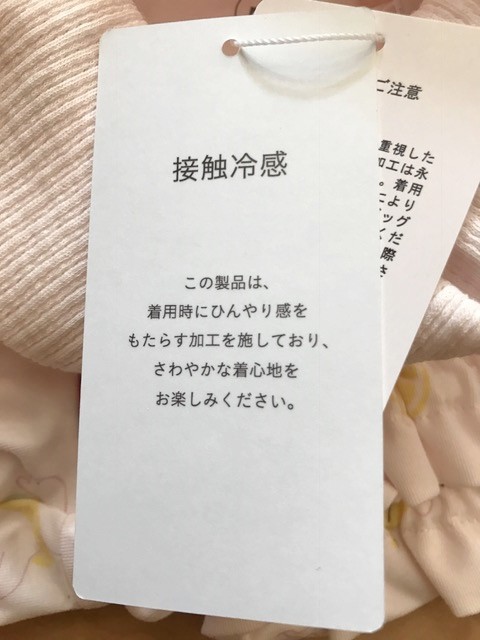 接触冷感
この製品は、
着用時にひんやり感を
もたらす加工を施しており、
さわやかな着心地を
お楽しみください。
ご注意
重視した
加工は永
。着用
により
ッグ
くだ
際
さ